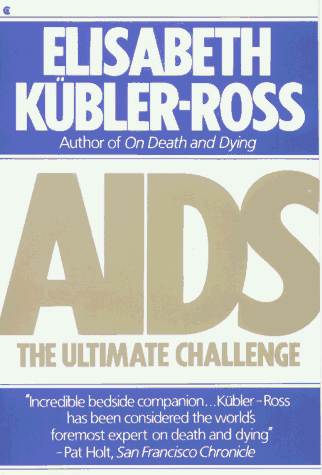 ELISABETH
KÜBLER-ROSS
Author of On Death and Dying
AIDS
THE ULTIMATE CHALLENGE
"Incredible bedside companion...Kübler-Ross
has been considered the world's
foremost expert on death and dying"
-Pat Holt, San Francisco Chronicle